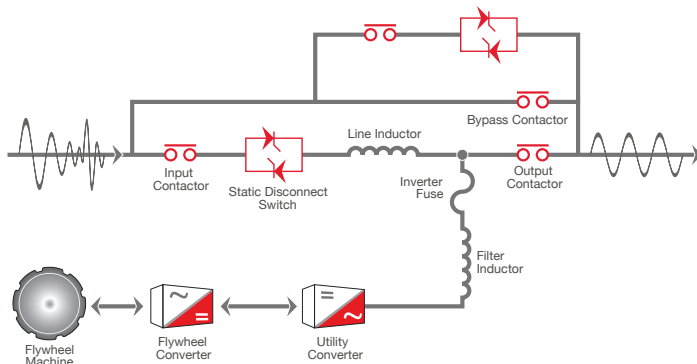 Bypass Contactor
Line Inductor
Input
Contactor
Static Disconnect
Switch
Inverter
Fuse
Output
Contactor
Filter
Inductor
Flywheel
Machine
Flywheel
Converter
Utility
Converter